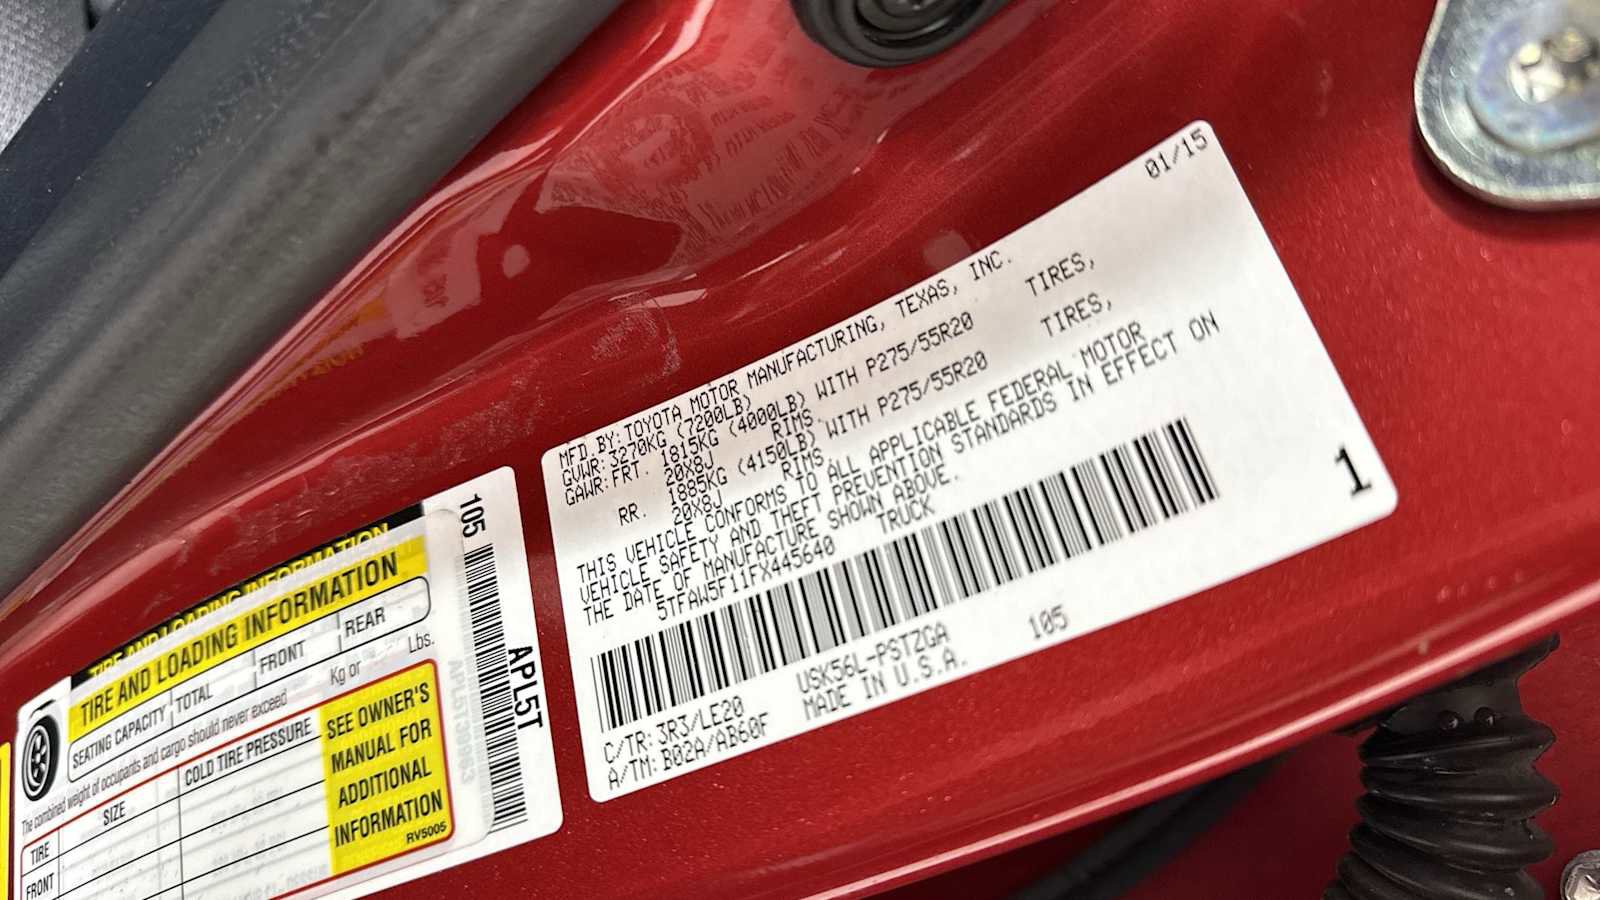 01/15
MFD.BY:TOYOTA MOTOR MANUFACTURING, TEXAS, INC.
GVWR: 3270KG (7200LB)
GAWR:FRT. 1815KG (4000LB) WITH P275/55R20 TIRES,
20X8J RIMS
RR. 1885KG (4150LB) WITH P275/55R20 TIRES,
20X8J RIMS.
THIS VEHICLE CONFORMS TO ALL APPLICABLE FEDERAL MOTOR
VEHICLE SAFETY AND THEFT PREVENTION STANDARDS IN EFFECT ON
THE DATE OF MANUFACTURE SHOWN ABOVE.
5TFAW5F11FX445640 TRUCK
1
C/TR:3R3/LE20 USK56L-PSTZGA 105
A/TM:B02A/AB60F MADE IN U.S.A.
TIRE AND LOADING INFORMATION
TIRE AND LOADING INFORMATION
SEATING CAPACITY TOTAL FRONT REAR
The combined weight of occupants and cargo should never exceed Kg or Lbs.
TIRE SIZE COLD TIRE PRESSURE
FRONT
SEE OWNER'S
MANUAL FOR
ADDITIONAL
INFORMATION
RV5005
105
APL5T